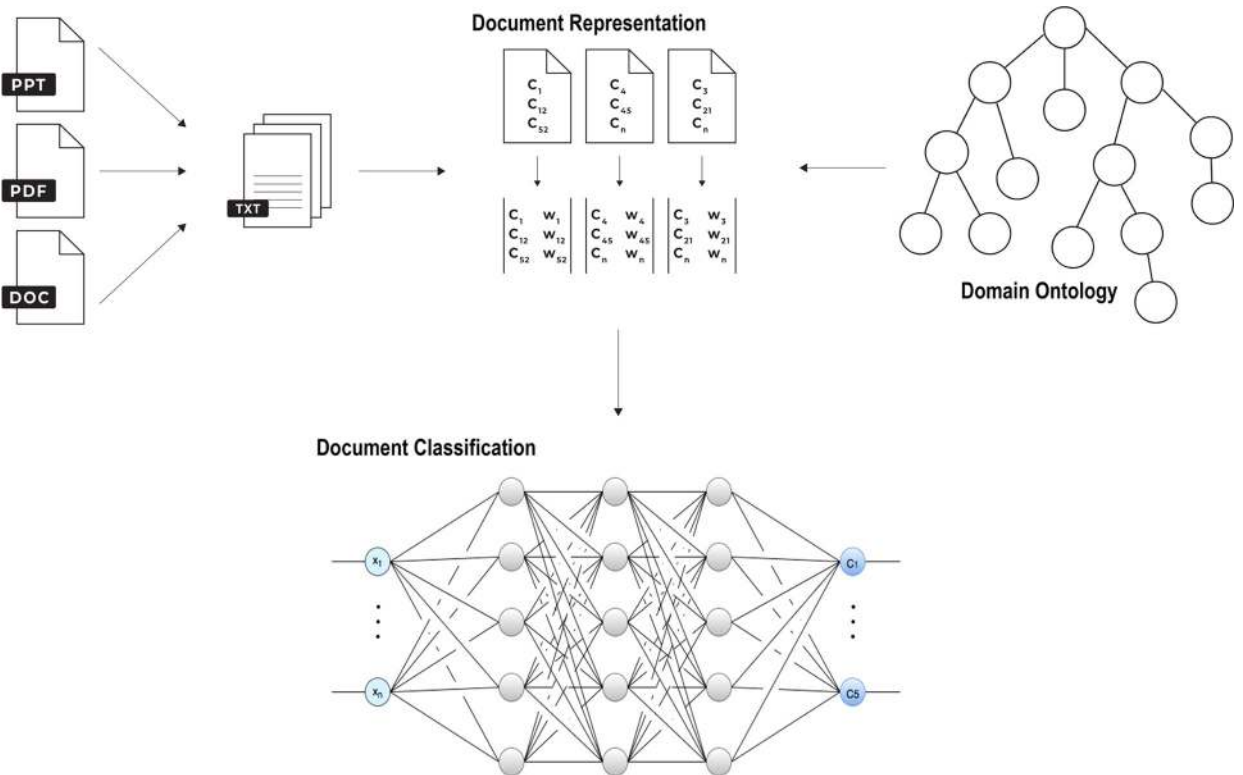 Document Representation
PPT
PDF
DOC
TXT
C1
C12
C52
C4
C45
Cn
C3
C21
Cn
C1 w1
C12 w12
C52 w52
C4 w4
C45 w45
Cn wn
C3 w3
C21 w21
Cn wn
Domain Ontology
Document Classification
x1
xn
C1
C5